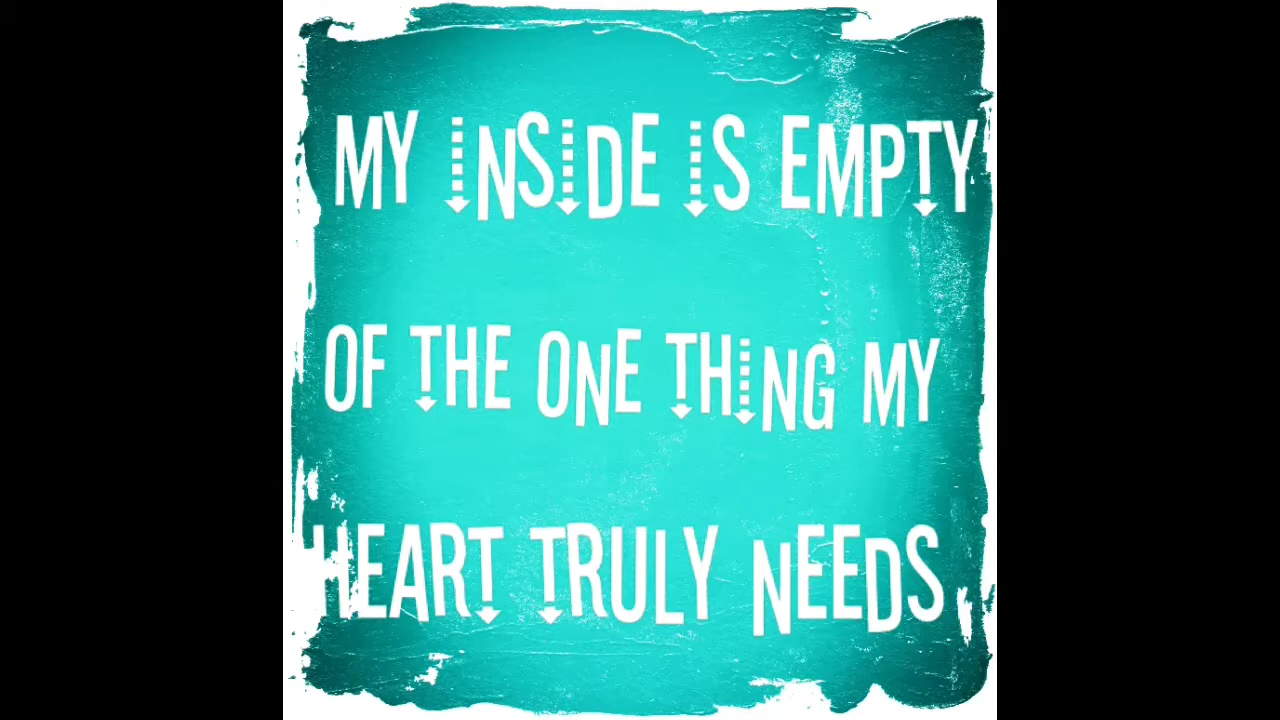 MY INSIDE IS EMPTY
OF THE ONE THING MY
HEART TRULY NEEDS